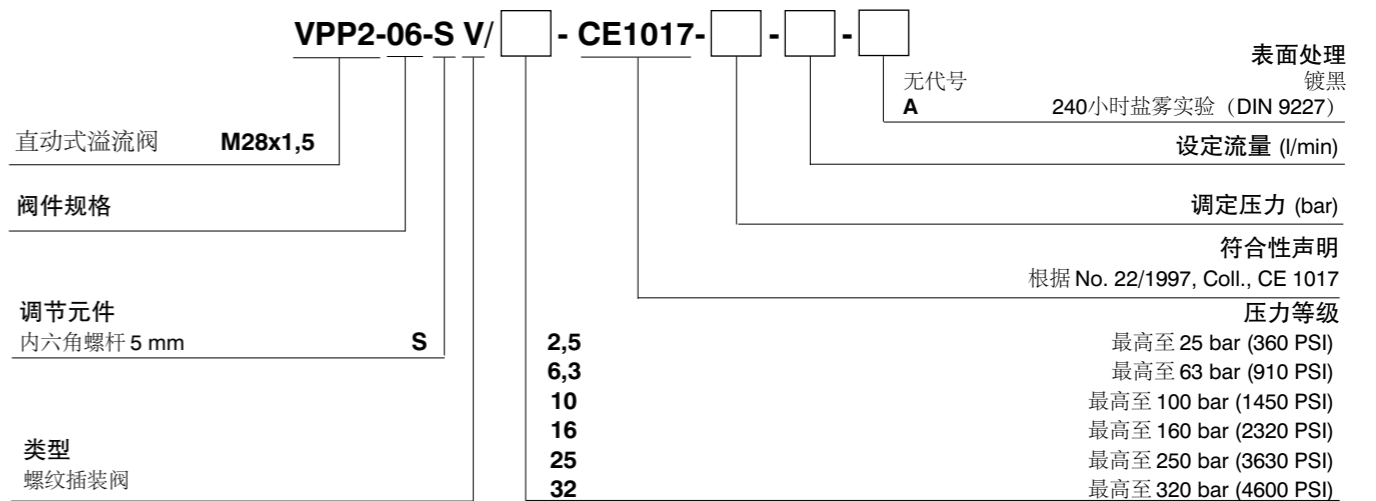 VPP2-06-S V/ - CE1017- - -
表面处理
无代号 镀黑
A 240小时盐雾实验（DIN 9227）
直动式溢流阀 M28x1,5
设定流量 (l/min)
阀件规格
调定压力 (bar)
符合性声明
根据 No. 22/1997, Coll., CE 1017
调节元件
内六角螺杆 5 mm S
压力等级
2,5 最高至 25 bar (360 PSI)
6,3 最高至 63 bar (910 PSI)
10 最高至 100 bar (1450 PSI)
16 最高至 160 bar (2320 PSI)
25 最高至 250 bar (3630 PSI)
32 最高至 320 bar (4600 PSI)
类型
螺纹插装阀